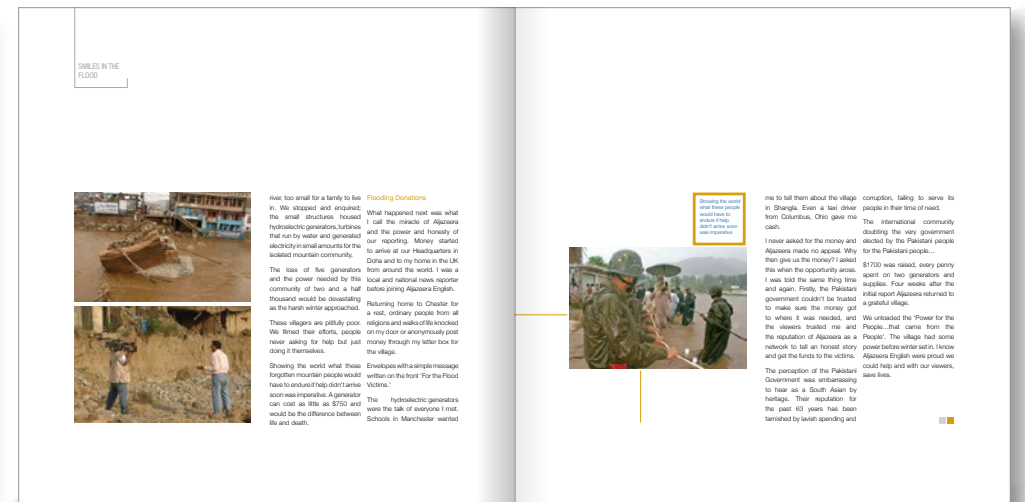 SMILES IN THE
FLOOD
river, too small for a family to live
in. We stopped and enquired;
the small structures housed
hydroelectric generators, turbines
that run by water and generated
electricity in small amounts for the
isolated mountain community.
The loss of five generators
and the power needed by this
community of two and a half
thousand would be devastating
as the harsh winter approached.
These villagers are pitifully poor.
We filmed their efforts, people
never asking for help but just
doing it themselves.
Showing the world what these
forgotten mountain people would
have to endure if help didn't arrive
soon was imperative. A generator
can cost as little as $750 and
would be the difference between
life and death.
Flooding Donations
What happened next was what
I call the miracle of Aljazeera
and the power and honesty of
our reporting. Money started
to arrive at our Headquarters in
Doha and to my home in the UK
from around the world. I was a
local and national news reporter
before joining Aljazeera English.
Returning home to Chester for
a rest, ordinary people from all
religions and walks of life knocked
on my door or anonymously post
money through my letter box for
the village.
Envelopes with a simple message
written on the front 'For the Flood
Victims.'
The hydroelectric generators
were the talk of everyone I met.
Schools in Manchester wanted
Showing the world
what these people
would have to
endure if help
didn't arrive soon
was imperative
me to tell them about the village
in Shangla. Even a taxi driver
from Columbus, Ohio gave me
cash.
I never asked for the money and
Aljazeera made no appeal. Why
then give us the money? I asked
this when the opportunity arose.
I was told the same thing time
and again. Firstly, the Pakistani
government couldn't be trusted
to make sure the money got
to where it was needed, and
the viewers trusted me and
the reputation of Aljazeera as a
network to tell an honest story
and get the funds to the victims.
The perception of the Pakistani
Government was embarrassing
to hear as a South Asian by
heritage. Their reputation for
the past 63 years has been
tarnished by lavish spending and
corruption, failing to serve its
people in their time of need.
The international community
doubting the very government
elected by the Pakistani people
for the Pakistani people…
$1700 was raised, every penny
spent on two generators and
supplies. Four weeks after the
initial report Aljazeera returned to
a grateful village.
We unloaded the 'Power for the
People...that came from the
People'. The village had some
power before winter set in. I know
Aljazeera English were proud we
could help and with our viewers,
save lives.